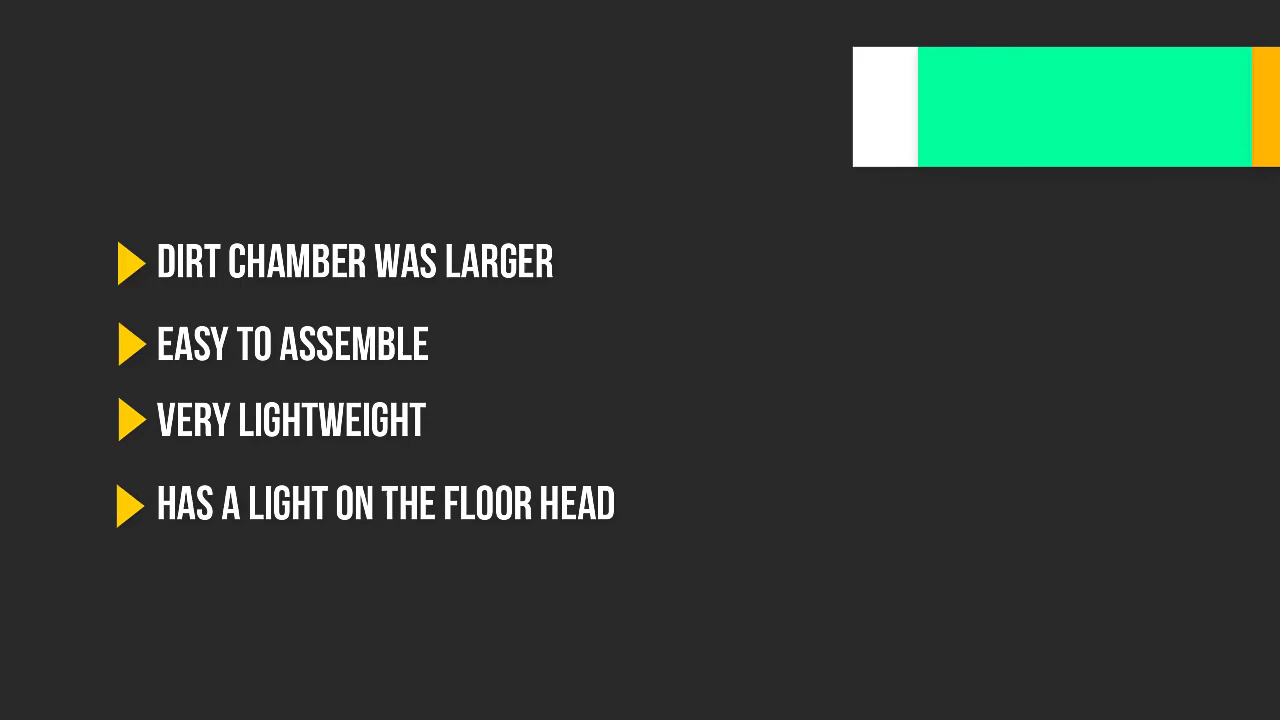 DIRT CHAMBER WAS LARGER
EASY TO ASSEMBLE
VERY LIGHTWEIGHT
HAS A LIGHT ON THE FLOOR HEAD